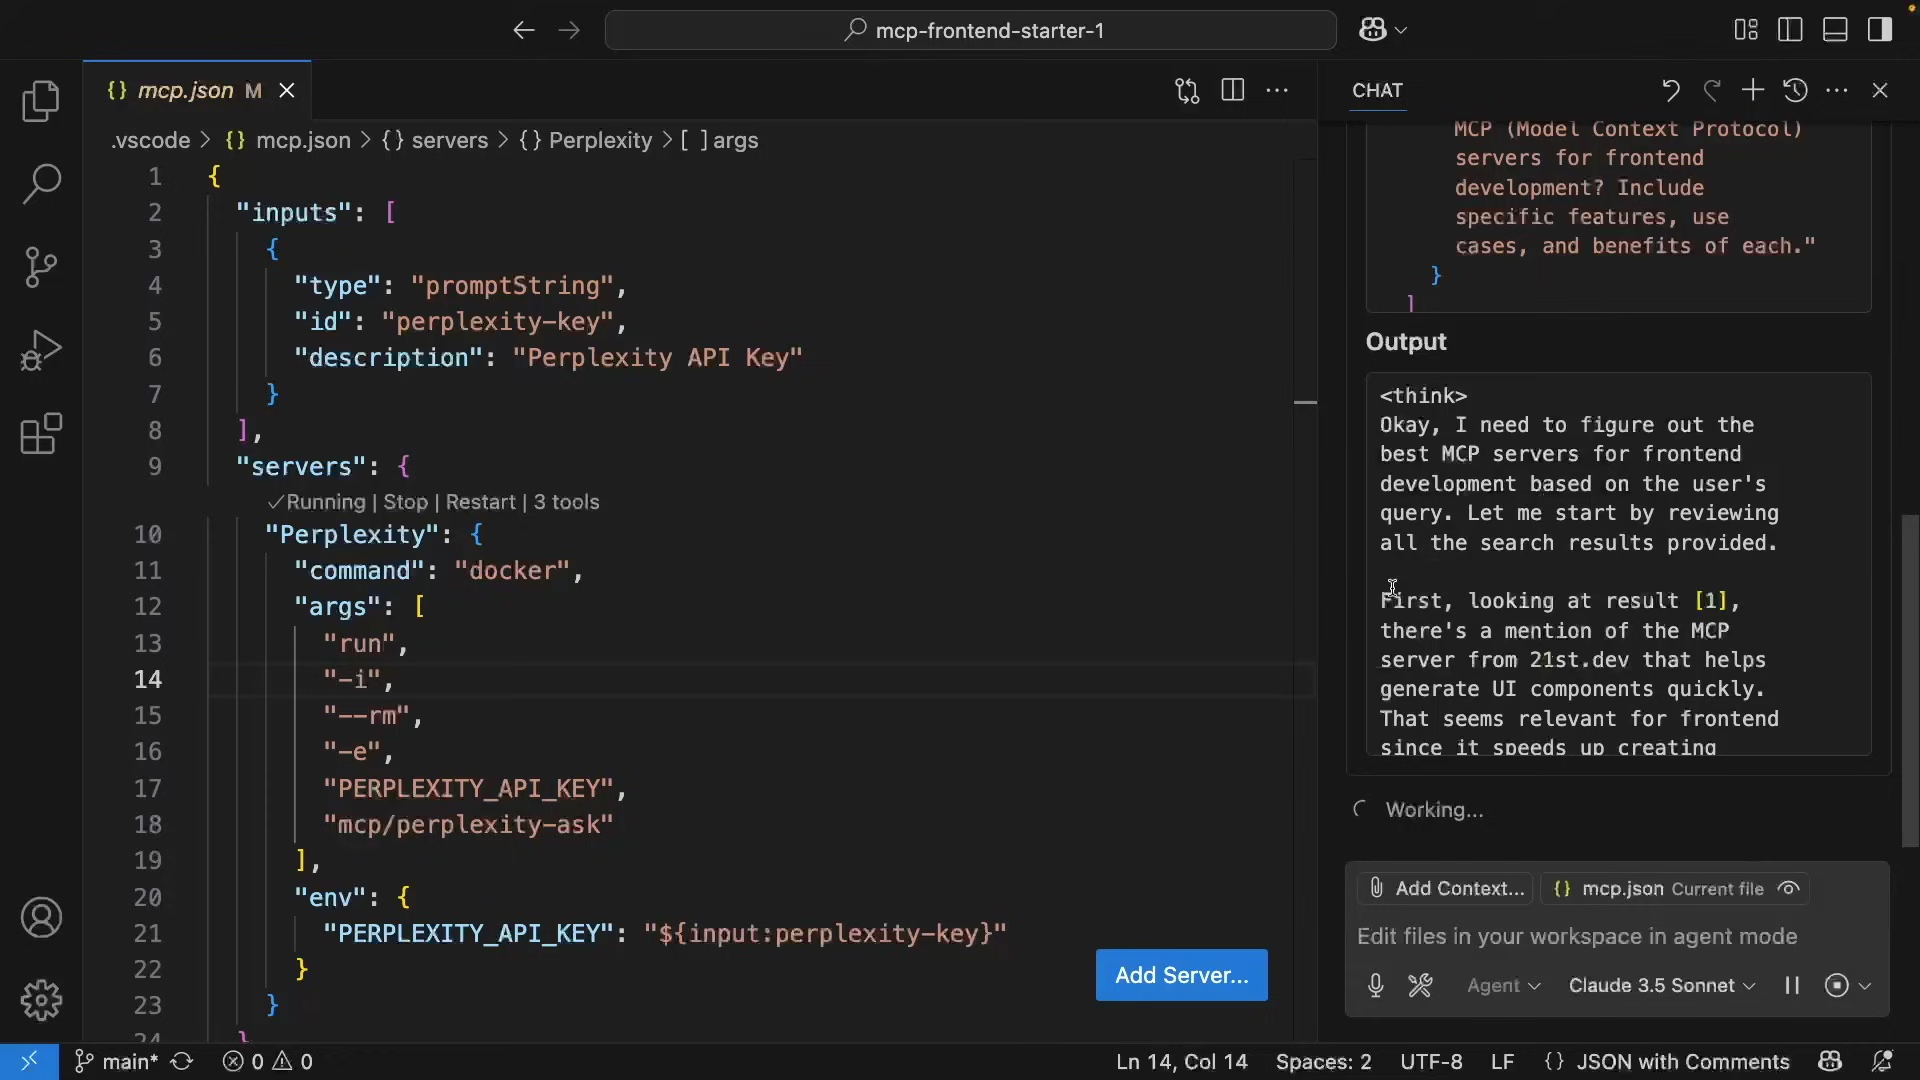 mcp-frontend-starter-1
{} mcp.json M
CHAT
.vscode > {} mcp.json > {} servers > {} Perplexity > [ ] args
1 {
2 "inputs": [
3 {
4 "type": "promptString",
5 "id": "perplexity-key",
6 "description": "Perplexity API Key"
7 }
8 ],
9 "servers": {
✓Running | Stop | Restart | 3 tools
10 "Perplexity": {
11 "command": "docker",
12 "args": [
13 "run",
14 "-i",
15 "--rm",
16 "-e",
17 "PERPLEXITY_API_KEY",
18 "mcp/perplexity-ask"
19 ],
20 "env": {
21 "PERPLEXITY_API_KEY": "${input:perplexity-key}"
22 }
23 }
24 }
Add Server...
MCP (Model Context Protocol)
servers for frontend
development? Include
specific features, use
cases, and benefits of each."
}
]
Output
<think>
Okay, I need to figure out the
best MCP servers for frontend
development based on the user's
query. Let me start by reviewing
all the search results provided.
First, looking at result [1],
there's a mention of the MCP
server from 21st.dev that helps
generate UI components quickly.
That seems relevant for frontend
since it speeds up creating
Working...
Add Context...
{} mcp.json Current file
Edit files in your workspace in agent mode
Agent
Claude 3.5 Sonnet
main*
0
0
Ln 14, Col 14
Spaces: 2
UTF-8
LF
{} JSON with Comments